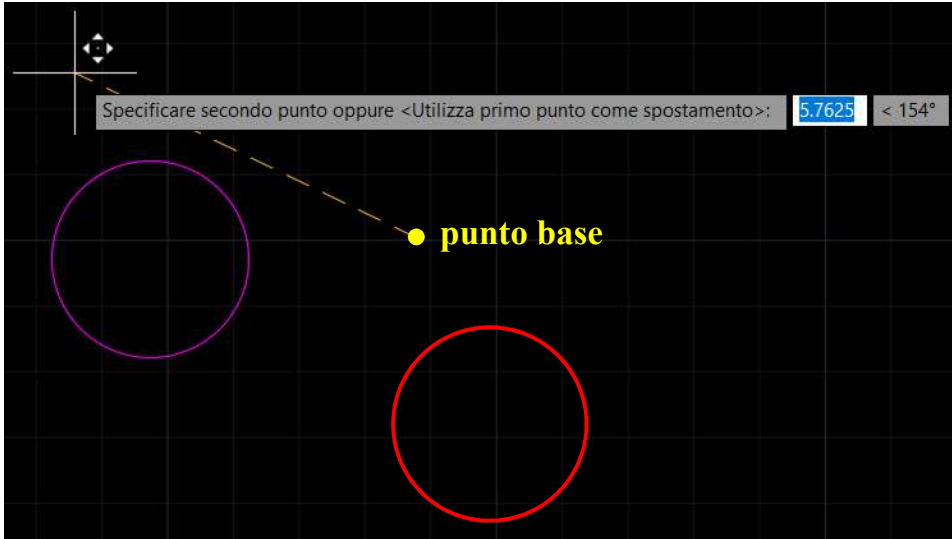 Specificare secondo punto oppure <Utilizza primo punto come spostamento>: 5.7625 < 154°
punto base